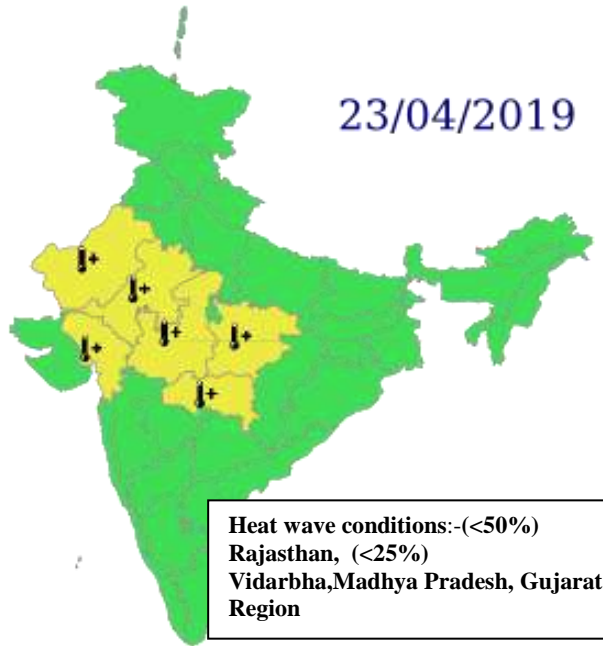 23/04/2019
Heat wave conditions:-(<50%)
Rajasthan, (<25%)
Vidarbha,Madhya Pradesh, Gujarat
Region